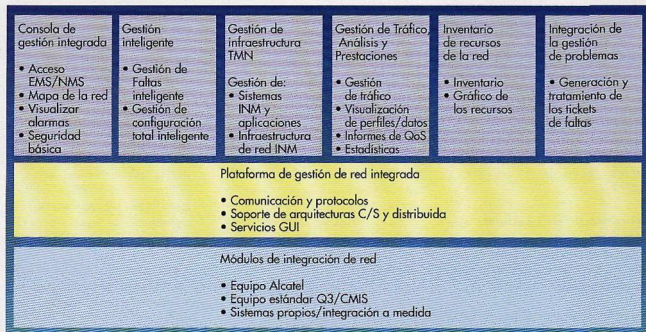 Consola de
gestión integrada
• Acceso
EMS/NMS
• Mapa de la red
• Visualizar
alarmas
• Seguridad
básica
Gestión
inteligente
• Gestión de
Faltas
inteligente
• Gestión de
configuración
total inteligente
Gestión de
infraestructura
TMN
Gestión de:
• Sistemas
INM y
aplicaciones
• Infraestructura
de red INM
Gestión de Tráfico,
Análisis y
Prestaciones
• Gestión
de tráfico
• Visualización
de perfiles/datos
• Informes de QoS
• Estadísticas
Inventario
de recursos
de la red
• Inventario
• Gráfico de
los recursos
Integración de
la gestión
de problemas
• Generación y
tratamiento de
los tickets
de faltas
Plataforma de gestión de red integrada
• Comunicación y protocolos
• Soporte de arquitecturas C/S y distribuida
• Servicios GUI
Módulos de integración de red
• Equipo Alcatel
• Equipo estándar Q3/CMIS
• Sistemas propios/integración a medida